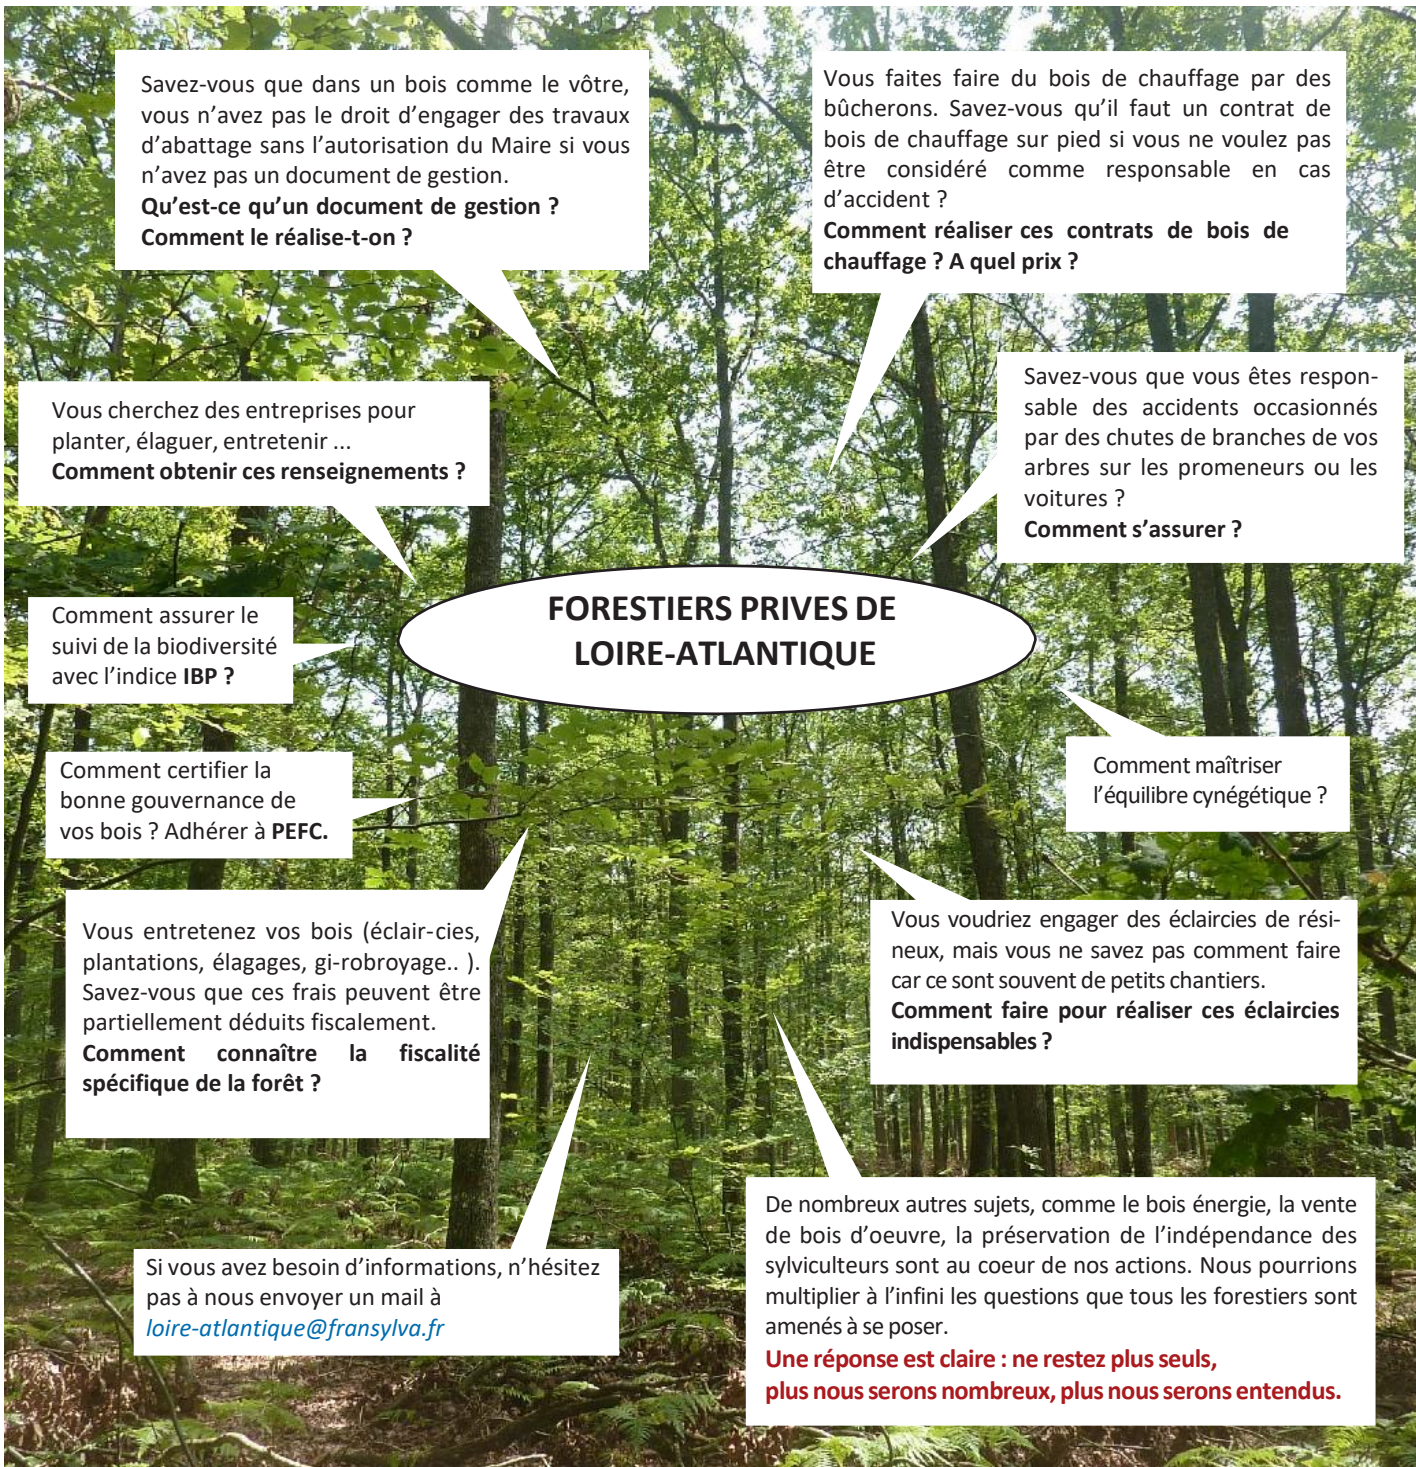 Savez-vous que dans un bois comme le vôtre,
vous n’avez pas le droit d’engager des travaux
d’abattage sans l’autorisation du Maire si vous
n’avez pas un document de gestion.
Qu’est-ce qu’un document de gestion ?
Comment le réalise-t-on ?
Vous faites faire du bois de chauffage par des
bûcherons. Savez-vous qu’il faut un contrat de
bois de chauffage sur pied si vous ne voulez pas
être considéré comme responsable en cas
d’accident ?
Comment réaliser ces contrats de bois de
chauffage ? A quel prix ?
Vous cherchez des entreprises pour
planter, élaguer, entretenir ...
Comment obtenir ces renseignements ?
Savez-vous que vous êtes respon-
sable des accidents occasionnés
par des chutes de branches de vos
arbres sur les promeneurs ou les
voitures ?
Comment s’assurer ?
FORESTIERS PRIVES DE
LOIRE-ATLANTIQUE
Comment assurer le
suivi de la biodiversité
avec l’indice IBP ?
Comment certifier la
bonne gouvernance de
vos bois ? Adhérer à PEFC.
Comment maîtriser
l’équilibre cynégétique ?
Vous entretenez vos bois (éclair-cies,
plantations, élagages, gi-robroyage.. ).
Savez-vous que ces frais peuvent être
partiellement déduits fiscalement.
Comment connaître la fiscalité
spécifique de la forêt ?
Vous voudriez engager des éclaircies de rési-
neux, mais vous ne savez pas comment faire
car ce sont souvent de petits chantiers.
Comment faire pour réaliser ces éclaircies
indispensables ?
Si vous avez besoin d’informations, n’hésitez
pas à nous envoyer un mail à
loire-atlantique@fransylva.fr
De nombreux autres sujets, comme le bois énergie, la vente
de bois d’oeuvre, la préservation de l’indépendance des
sylviculteurs sont au coeur de nos actions. Nous pourrions
multiplier à l’infini les questions que tous les forestiers sont
amenés à se poser.
Une réponse est claire : ne restez plus seuls,
plus nous serons nombreux, plus nous serons entendus.